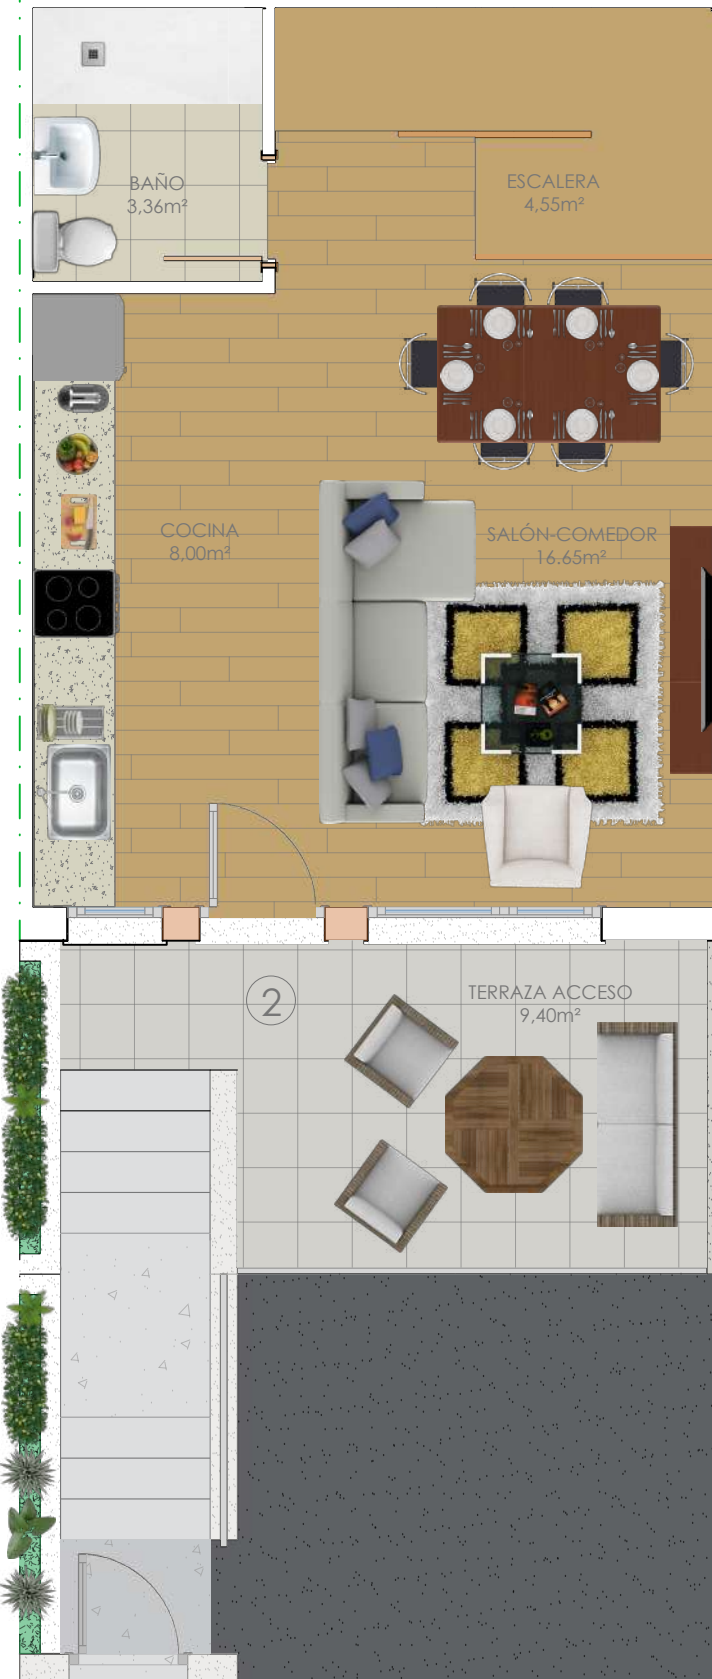 BAÑO
3,36m²
ESCALERA
4,55m²
COCINA
8,00m²
SALÓN-COMEDOR
16.65m²
2
TERRAZA ACCESO
9,40m²